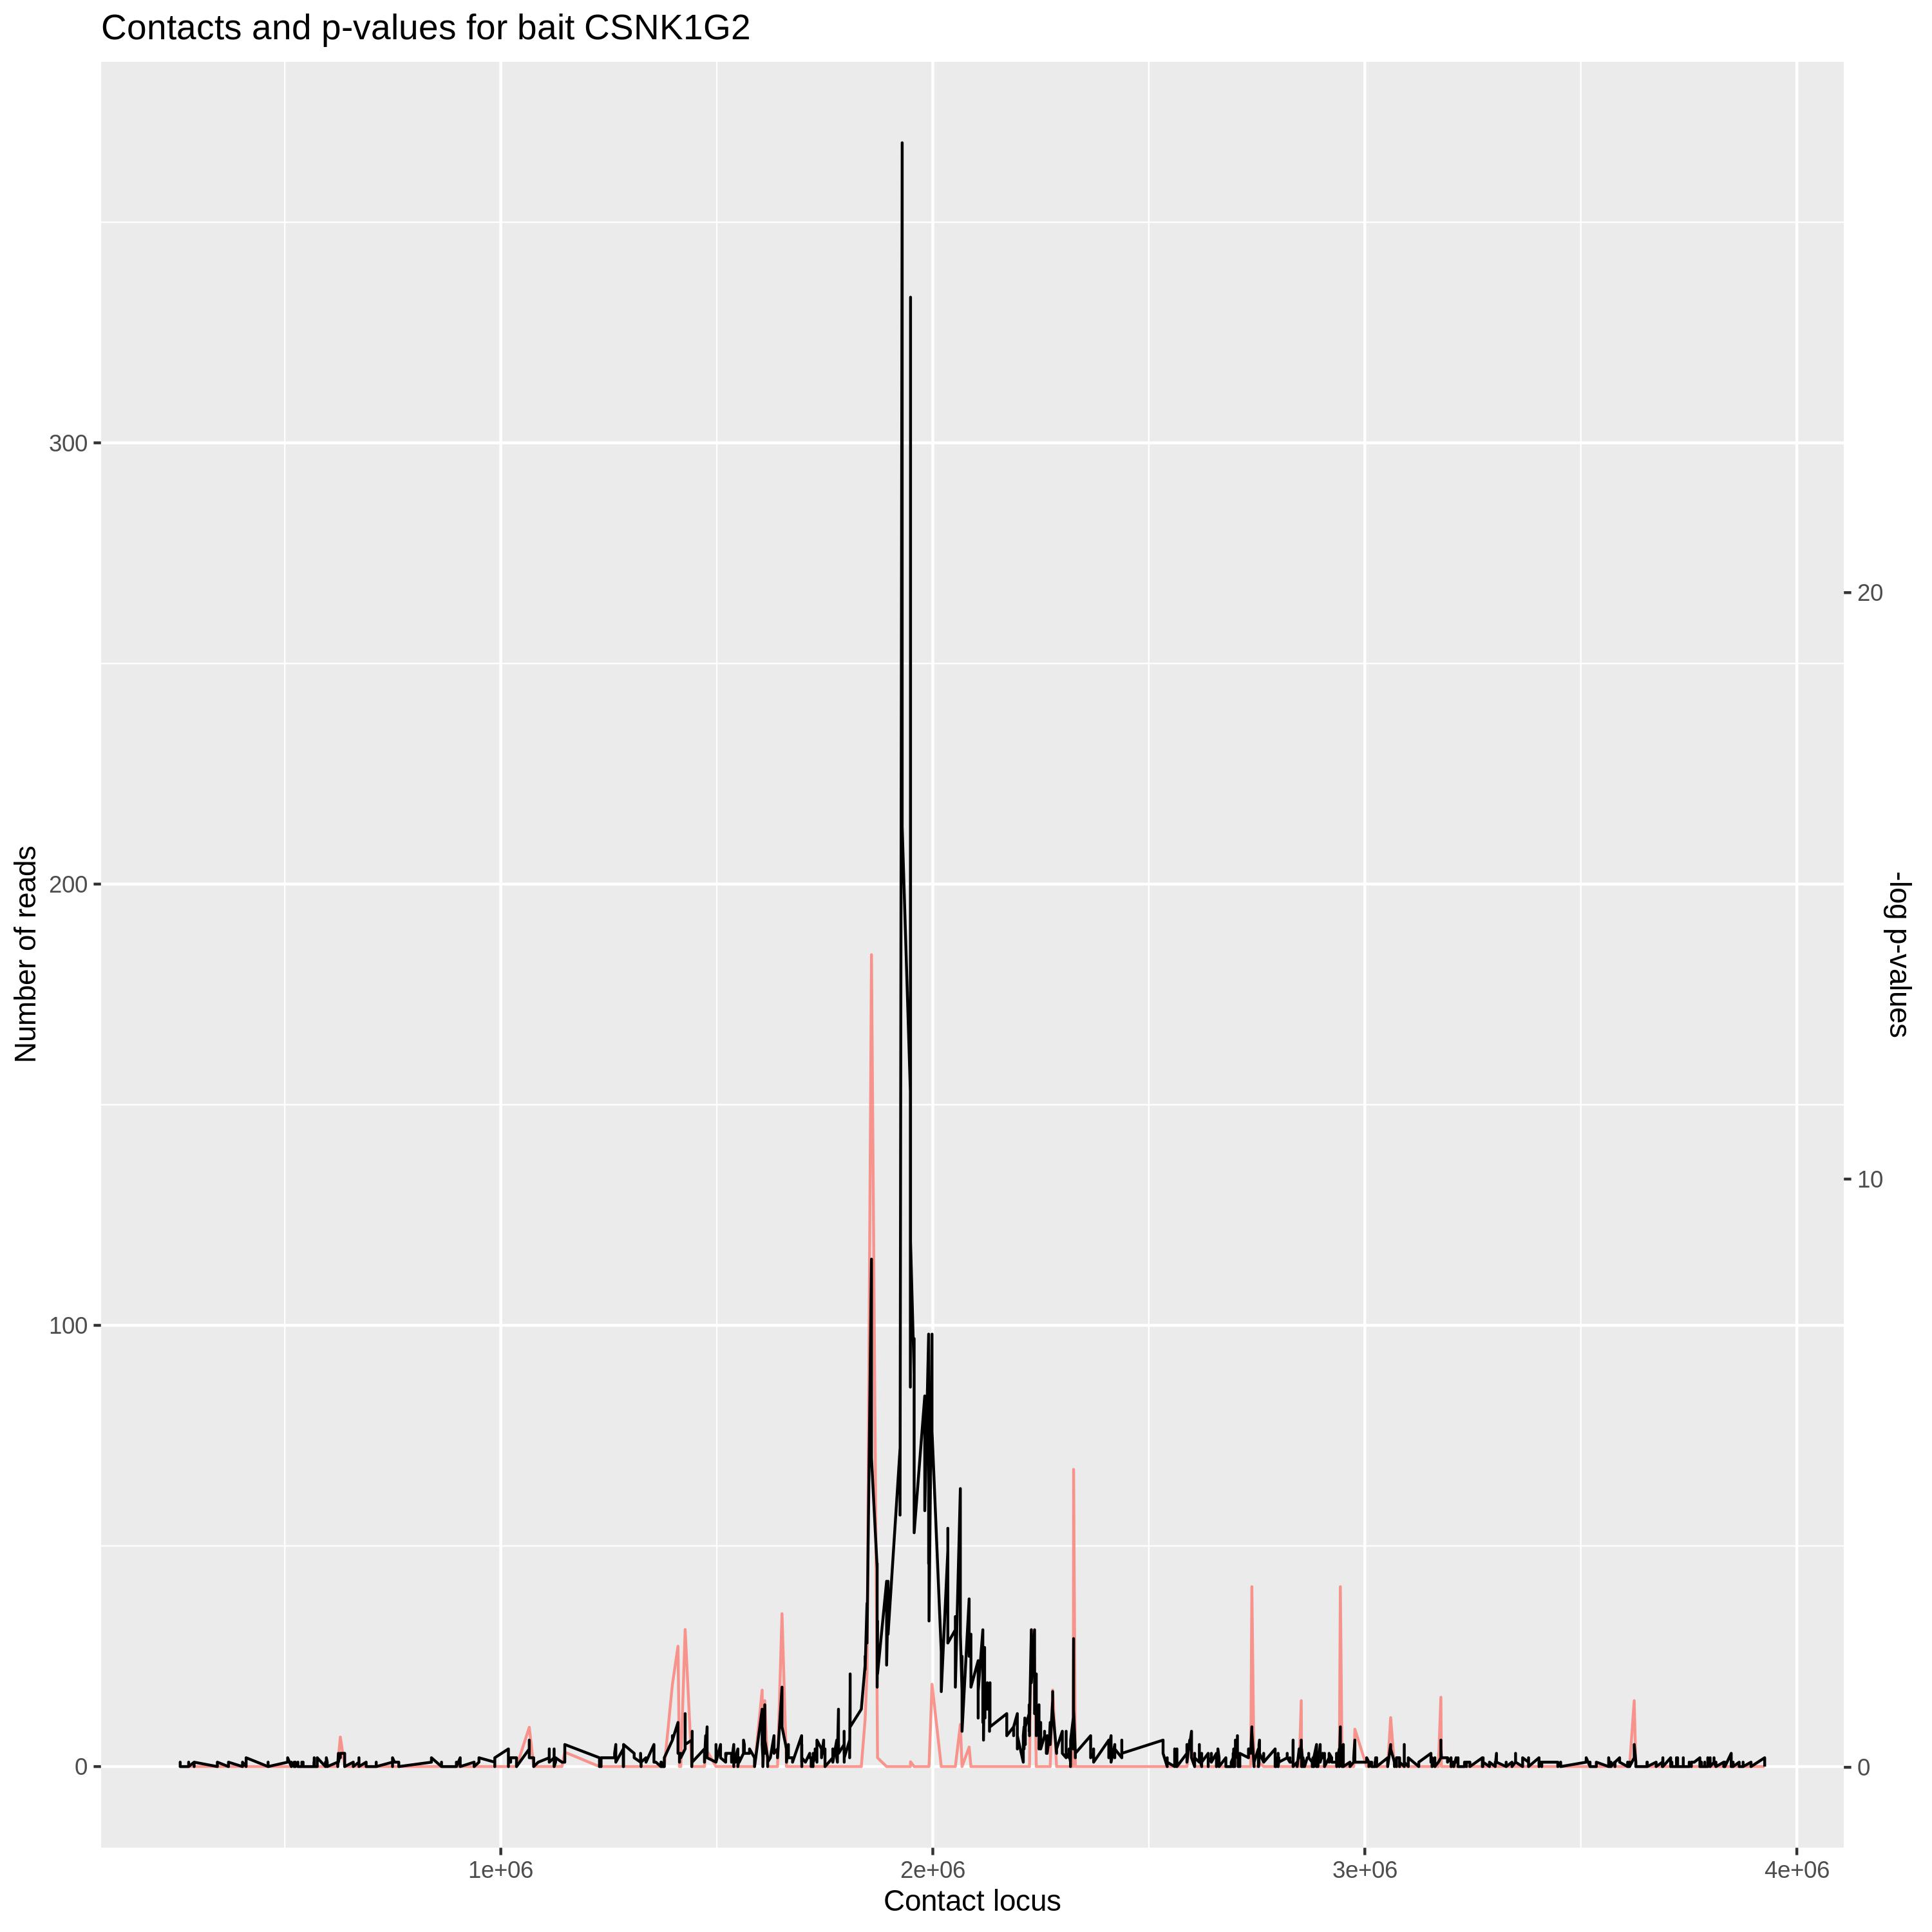 Contacts and p-values for bait CSNK1G2
300
200
100
0
Number of reads
20
10
0
-log p-values
1e+06
2e+06
3e+06
4e+06
Contact locus